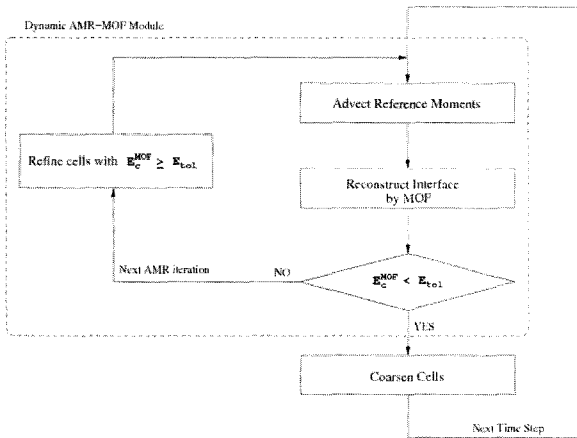 Dynamic AMR-MOF Module
Advect Reference Moments
Refine cells with E_c^MOF ≥ E_tol
Reconstruct Interface
by MOF
Next AMR iteration
NO
E_c^MOF < E_tol
YES
Coarsen Cells
Next Time Step